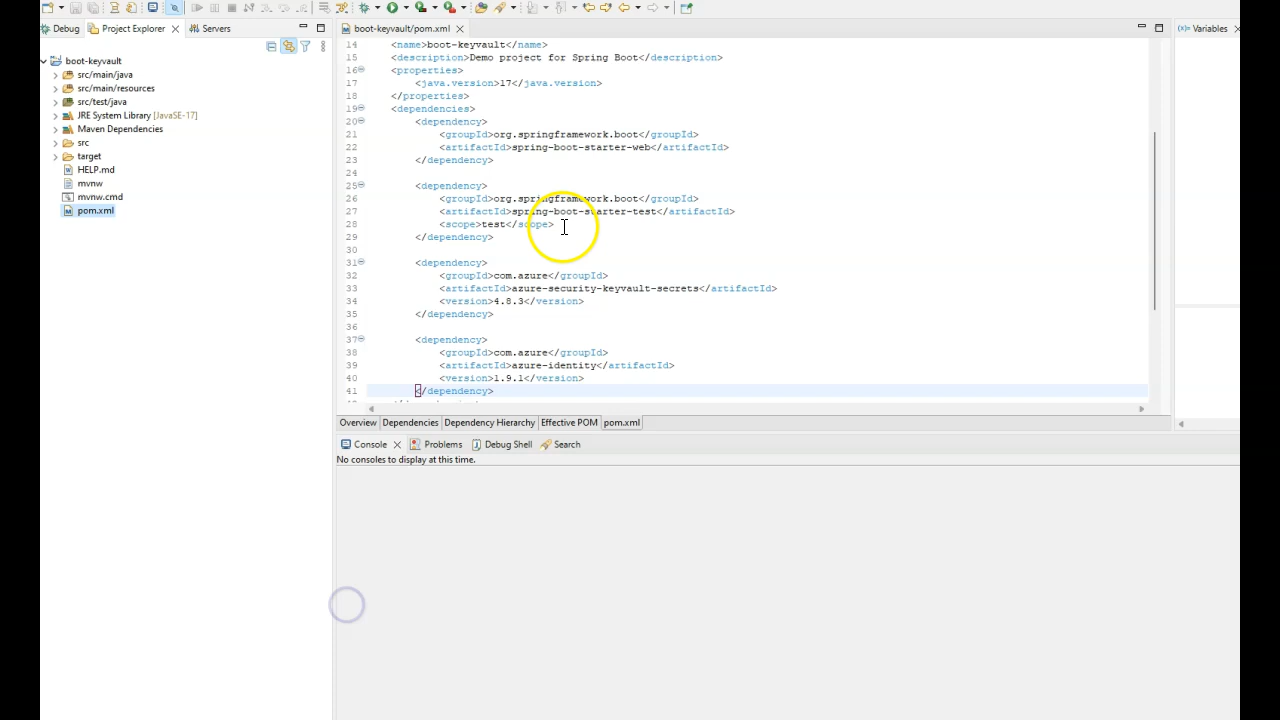 Debug
Project Explorer
Servers
boot-keyvault/pom.xml
Variables
boot-keyvault
src/main/java
src/main/resources
src/test/java
JRE System Library [JavaSE-17]
Maven Dependencies
src
target
HELP.md
mvnw
mvnw.cmd
pom.xml
14 <name>boot-keyvault</name>
15 <description>Demo project for Spring Boot</description>
16 <properties>
17 <java.version>17</java.version>
18 </properties>
19 <dependencies>
20 <dependency>
21 <groupId>org.springframework.boot</groupId>
22 <artifactId>spring-boot-starter-web</artifactId>
23 </dependency>
24
25 <dependency>
26 <groupId>org.springframework.boot</groupId>
27 <artifactId>spring-boot-starter-test</artifactId>
28 <scope>test</scope>
29 </dependency>
30
31 <dependency>
32 <groupId>com.azure</groupId>
33 <artifactId>azure-security-keyvault-secrets</artifactId>
34 <version>4.8.3</version>
35 </dependency>
36
37 <dependency>
38 <groupId>com.azure</groupId>
39 <artifactId>azure-identity</artifactId>
40 <version>1.9.1</version>
41 </dependency>
Overview
Dependencies
Dependency Hierarchy
Effective POM
pom.xml
Console
Problems
Debug Shell
Search
No consoles to display at this time.